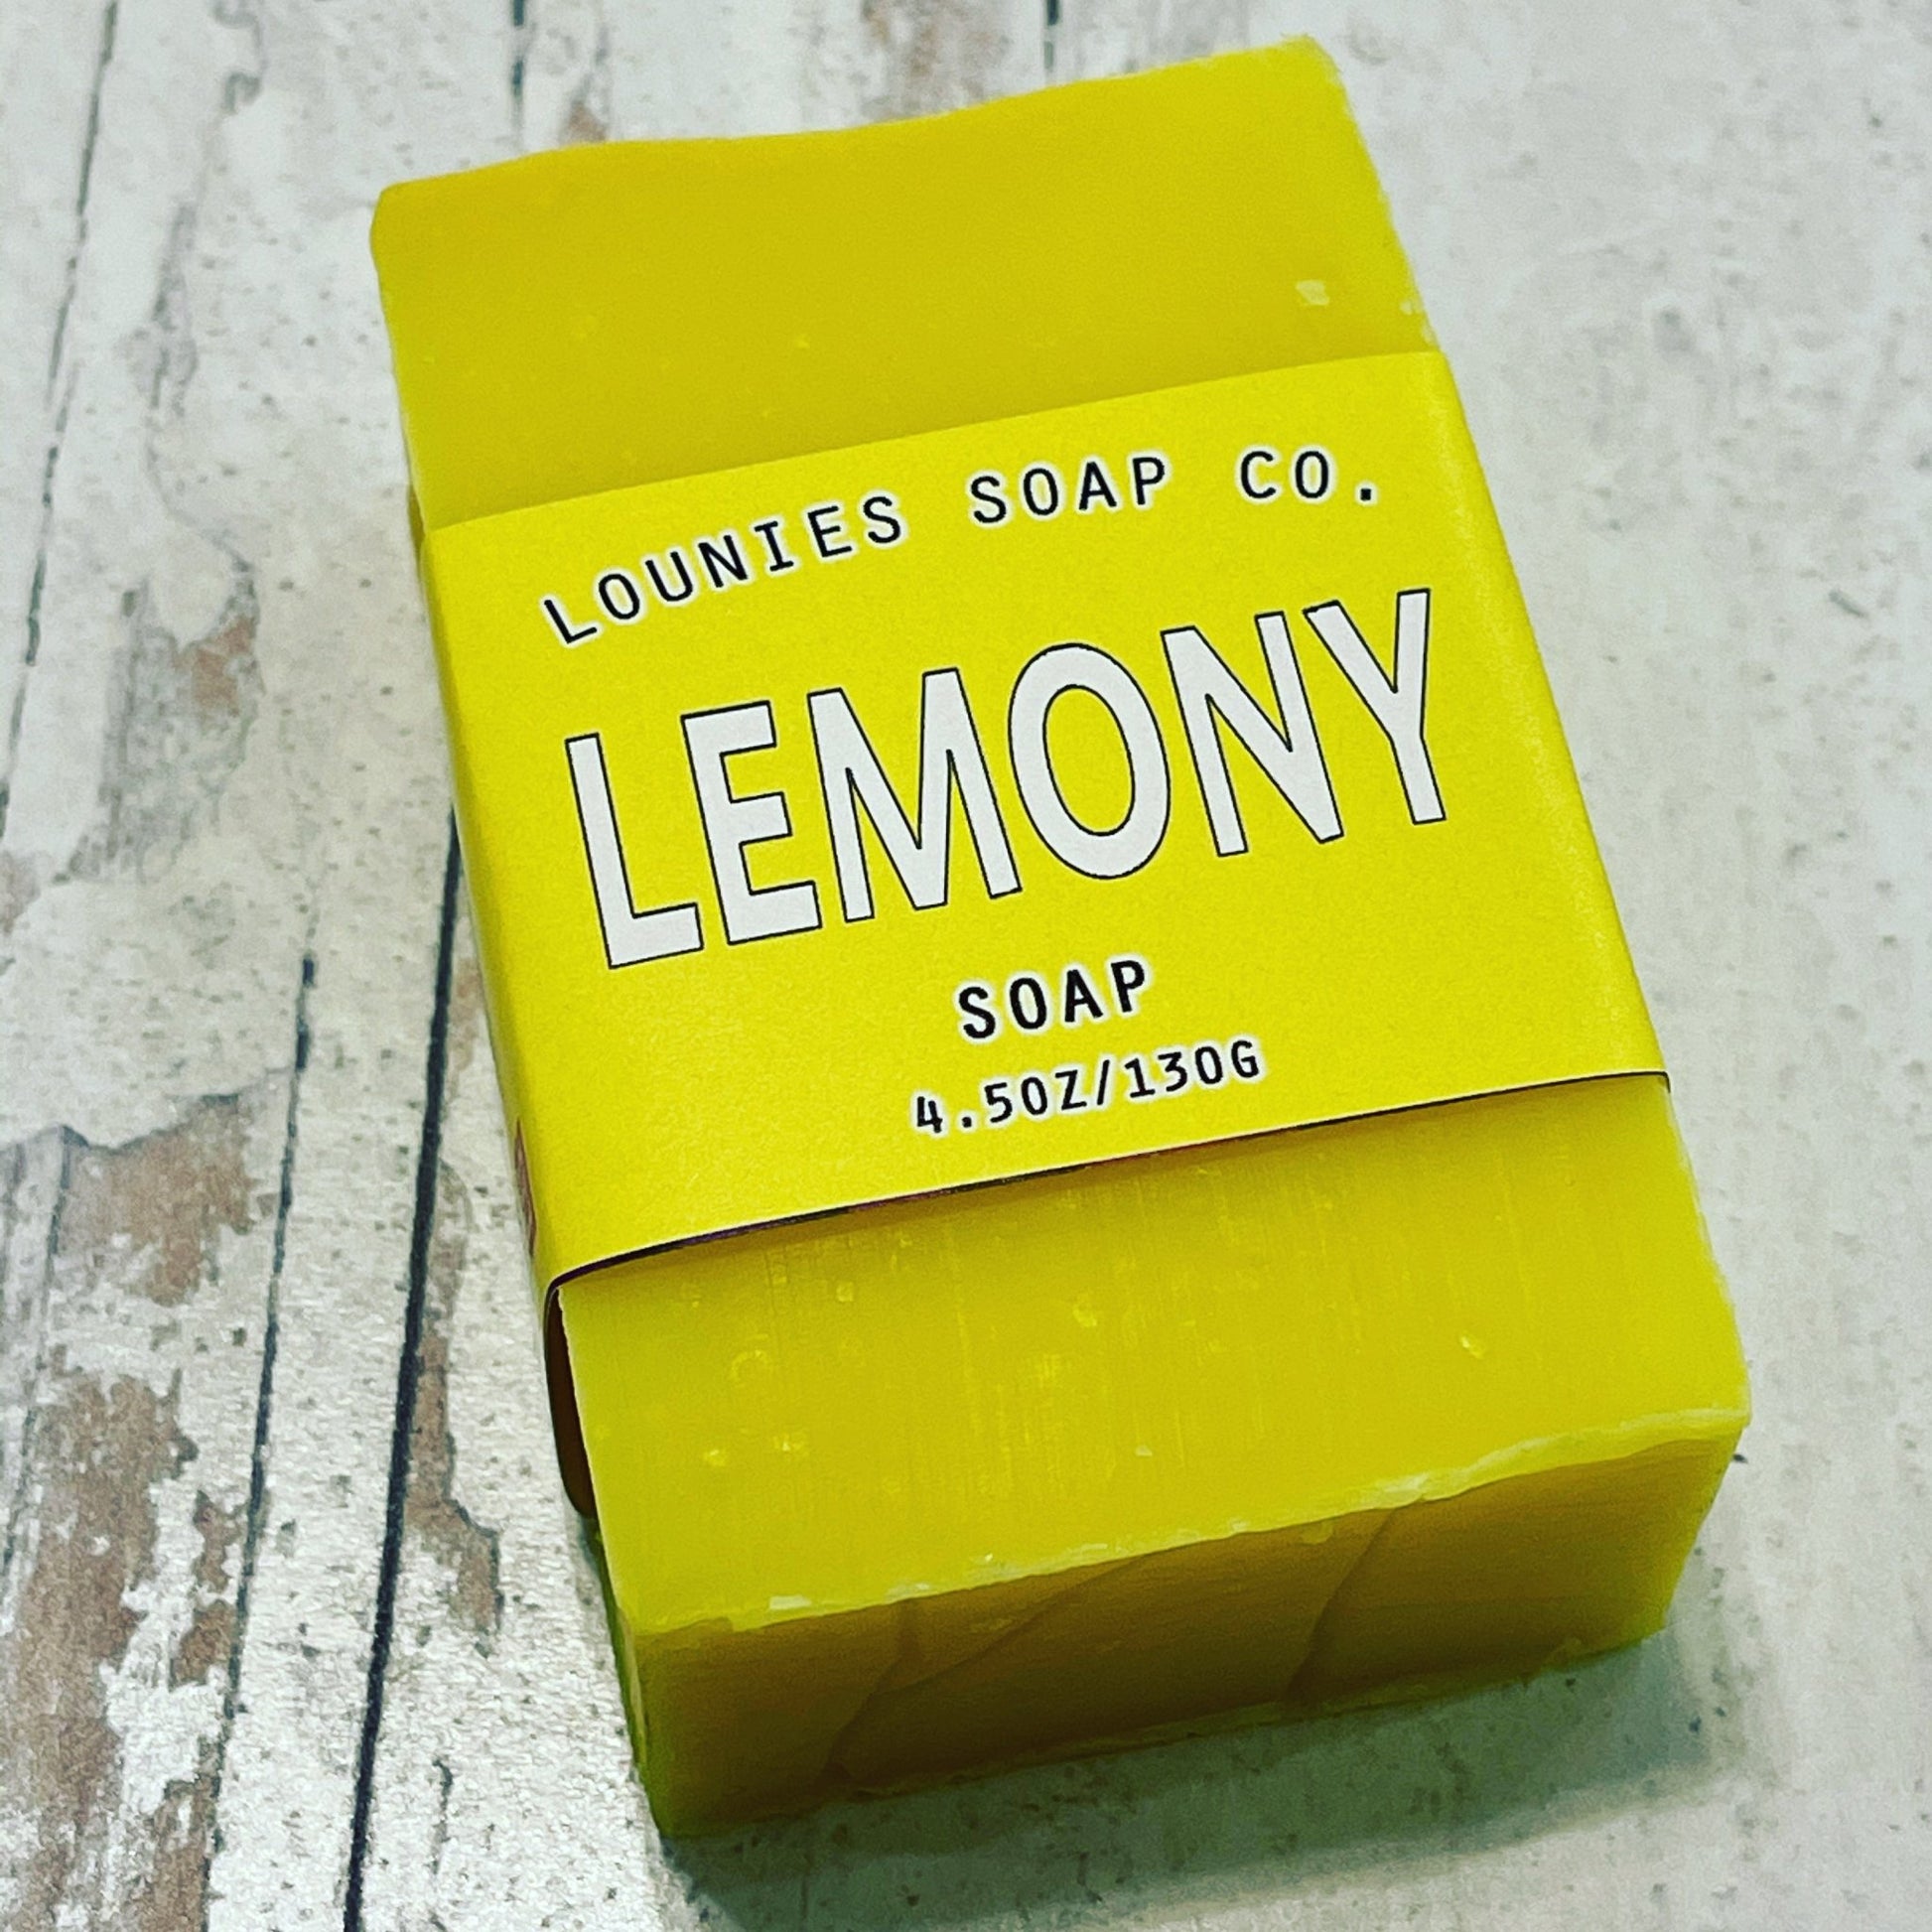 LOUNIES SOAP CO.
LEMONY
SOAP
4.5OZ/130G